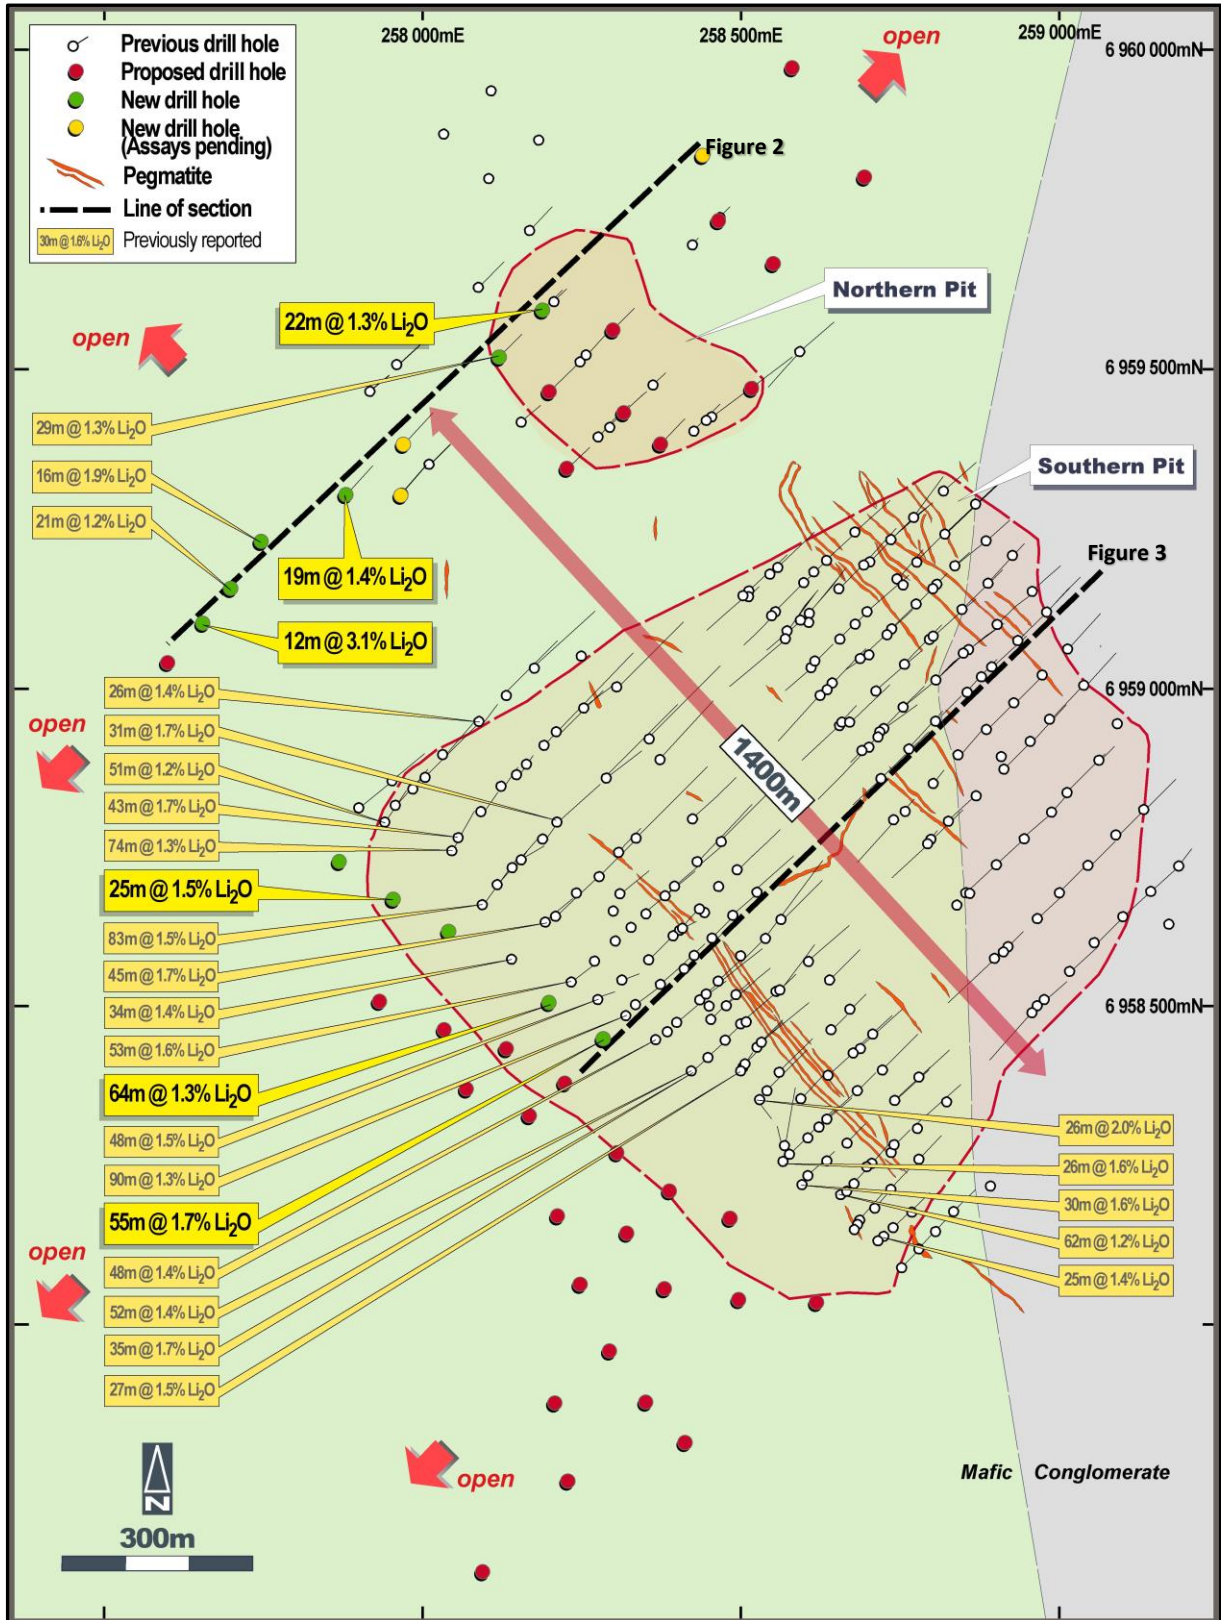 258 000mE
258 500mE
259 000mE
6 960 000mN
Previous drill hole
Proposed drill hole
New drill hole
New drill hole
(Assays pending)
Pegmatite
Line of section
30m @ 1.6% Li₂O
Previously reported
open
Figure 2
Northern Pit
22m @ 1.3% Li₂O
open
6 959 500mN
29m @ 1.3% Li₂O
16m @ 1.9% Li₂O
21m @ 1.2% Li₂O
Southern Pit
Figure 3
19m @ 1.4% Li₂O
12m @ 3.1% Li₂O
6 959 000mN
26m @ 1.4% Li₂O
open
31m @ 1.7% Li₂O
51m @ 1.2% Li₂O
1400m
43m @ 1.7% Li₂O
74m @ 1.3% Li₂O
25m @ 1.5% Li₂O
83m @ 1.5% Li₂O
45m @ 1.7% Li₂O
34m @ 1.4% Li₂O
6 958 500mN
53m @ 1.6% Li₂O
64m @ 1.3% Li₂O
48m @ 1.5% Li₂O
90m @ 1.3% Li₂O
55m @ 1.7% Li₂O
26m @ 2.0% Li₂O
26m @ 1.6% Li₂O
30m @ 1.6% Li₂O
62m @ 1.2% Li₂O
25m @ 1.4% Li₂O
open
48m @ 1.4% Li₂O
52m @ 1.4% Li₂O
35m @ 1.7% Li₂O
27m @ 1.5% Li₂O
open
Mafic Conglomerate
N
300m